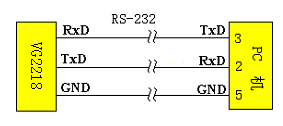 RS-232
RxD TxD 3
TxD RxD 2
GND GND 5
VG2218
PC 机